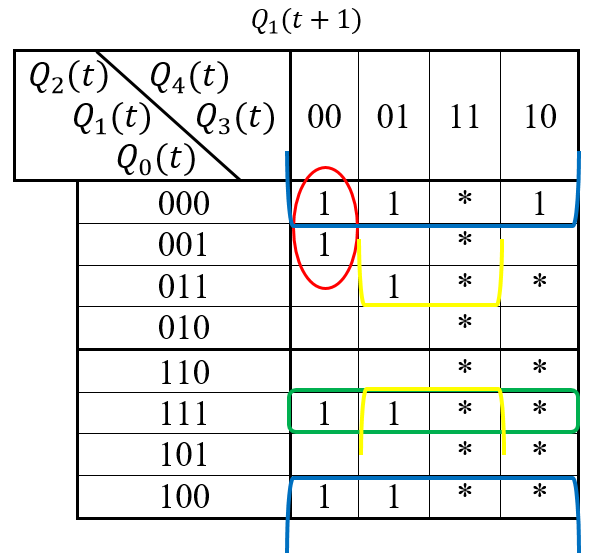 Q₁(t + 1)
Q₂(t) Q₄(t)
Q₁(t) Q₃(t)
Q₀(t)
00 01 11 10
000 1 1 * 1
001 1 *
011 1 * *
010 *
110 * *
111 1 1 * *
101 * *
100 1 1 * *